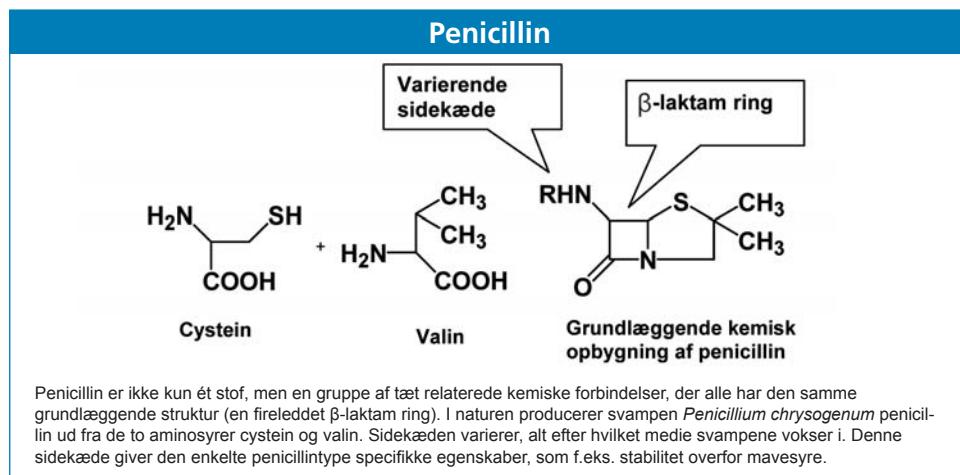 Penicillin
Varierende
sidekæde
β-laktam ring
H₂N
SH
COOH
+
CH₃
CH₃
H₂N
COOH
RHN
S
CH₃
CH₃
N
O
Cystein
Valin
Grundlæggende kemisk
opbygning af penicillin
Penicillin er ikke kun ét stof, men en gruppe af tæt relaterede kemiske forbindelser, der alle har den samme
grundlæggende struktur (en fireleddet β-laktam ring). I naturen producerer svampen Penicillium chrysogenum penicil-
lin ud fra de to aminosyrer cystein og valin. Sidekæden varierer, alt efter hvilket medie svampene vokser i. Denne
sidekæde giver den enkelte penicillintype specifikke egenskaber, som f.eks. stabilitet overfor mavesyre.